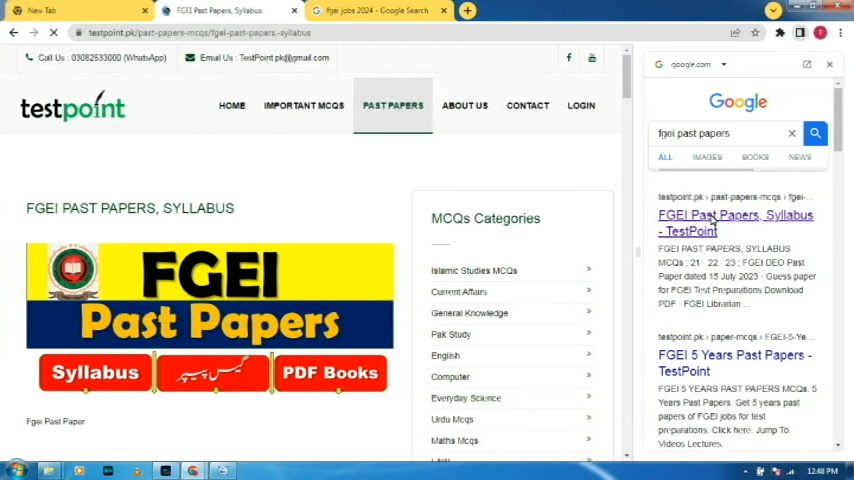 New Tab
FGEI Past Papers, Syllabus
fgei jobs 2024 - Google Search
testpoint.pk/past-papers-mcqs/fgei-past-papers,-syllabus
Call Us : 03082533000 (WhatsApp)
Email Us : TestPoint.pk@gmail.com
testpoint
HOME
IMPORTANT MCQS
PAST PAPERS
ABOUT US
CONTACT
LOGIN
FGEI PAST PAPERS, SYLLABUS
FGEI
Past Papers
Syllabus
گیس پیپر
PDF Books
Fgei Past Paper
MCQs Categories
Islamic Studies MCQs
Current Affairs
General Knowledge
Pak Study
English
Computer
Everyday Science
Urdu Mcqs
Maths Mcqs
google.com
Google
fgei past papers
ALL
IMAGES
BOOKS
NEWS
testpoint.pk › past-papers-mcqs › fgei-...
FGEI Past Papers, Syllabus
- TestPoint
FGEI PAST PAPERS, SYLLABUS
MCQs ; 21 · 22 · 23 ; FGEI DEO Past
Paper dated 15 July 2023 · Guess paper
for FGEI Test Preparations Download
PDF · FGEI Librarian ...
testpoint.pk › paper-mcqs › FGEI-5-Ye...
FGEI 5 Years Past Papers -
TestPoint
FGEI 5 YEARS PAST PAPERS MCQs. 5
Years Past Papers. Get 5 years past
papers of FGEI jobs for test
preparations. Click here. Jump To.
Videos Lectures.
12:48 PM